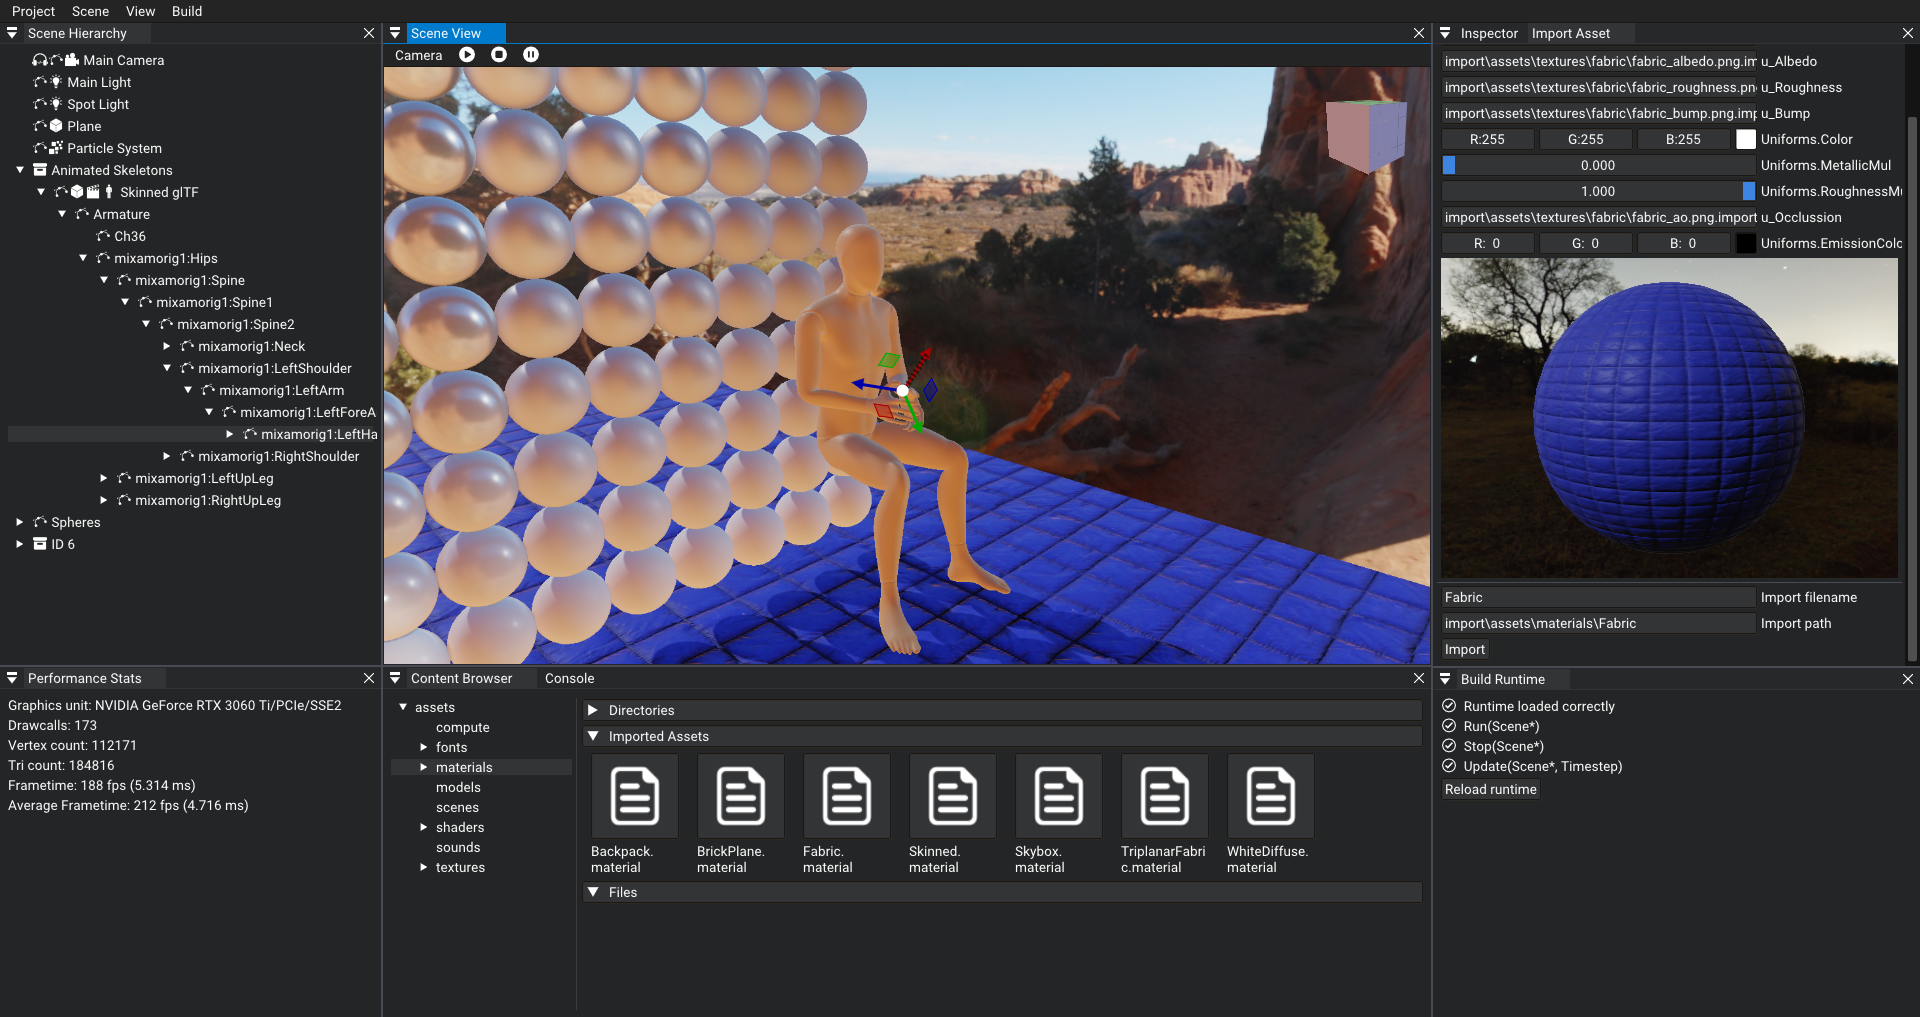 Project Scene View Build
Scene Hierarchy
Main Camera
Main Light
Spot Light
Plane
Particle System
Animated Skeletons
Skinned glTF
Armature
Ch36
mixamorig1:Hips
mixamorig1:Spine
mixamorig1:Spine1
mixamorig1:Spine2
mixamorig1:Neck
mixamorig1:LeftShoulder
mixamorig1:LeftArm
mixamorig1:LeftForeA
mixamorig1:LeftHa
mixamorig1:RightShoulder
mixamorig1:LeftUpLeg
mixamorig1:RightUpLeg
Spheres
ID 6
Scene View
Camera
Inspector Import Asset
import\assets\textures\fabric\fabric_albedo.png.im u_Albedo
import\assets\textures\fabric\fabric_roughness.pn u_Roughness
import\assets\textures\fabric\fabric_bump.png.imp u_Bump
R:255 G:255 B:255 Uniforms.Color
0.000 Uniforms.MetallicMul
1.000 Uniforms.RoughnessMu
import\assets\textures\fabric\fabric_ao.png.import u_Occlussion
R: 0 G: 0 B: 0 Uniforms.EmissionColo
Fabric Import filename
import\assets\materials\Fabric Import path
Import
Performance Stats
Graphics unit: NVIDIA GeForce RTX 3060 Ti/PCIe/SSE2
Drawcalls: 173
Vertex count: 112171
Tri count: 184816
Frametime: 188 fps (5.314 ms)
Average Frametime: 212 fps (4.716 ms)
Content Browser Console
assets
compute
fonts
materials
models
scenes
shaders
sounds
textures
Directories
Imported Assets
Backpack.
material
BrickPlane.
material
Fabric.
material
Skinned.
material
Skybox.
material
TriplanarFabri
c.material
WhiteDiffuse.
material
Files
Build Runtime
Runtime loaded correctly
Run(Scene*)
Stop(Scene*)
Update(Scene*, Timestep)
Reload runtime